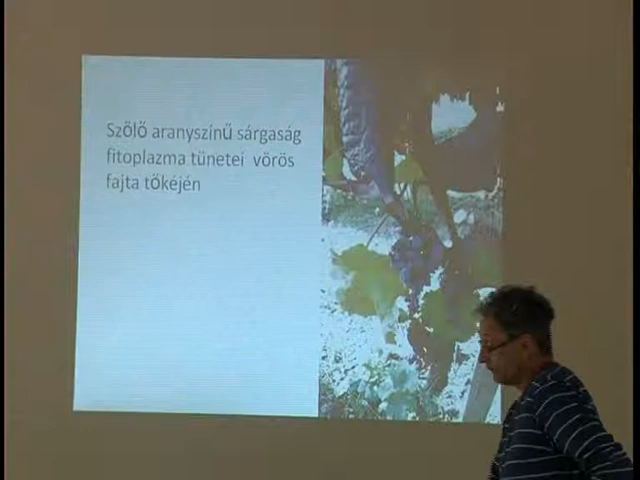 Szőlő aranyszínű sárgaság
fitoplazma tünetei vörös
fajta tőkéjén